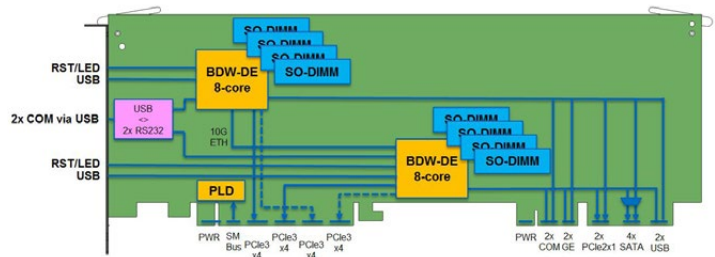 SO-DIMM
SO-DIMM
SO-DIMM
SO-DIMM
BDW-DE
8-core
RST/LED
USB
2x COM via USB
USB
<>
2x RS232
10G
ETH
SO-DIMM
SO-DIMM
SO-DIMM
SO-DIMM
BDW-DE
8-core
RST/LED
USB
PLD
PWR
SM
Bus
PCIe3
x4
PCIe3
x4
PCIe3
x4
PCIe3
x4
PWR
2x
COM
2x
GE
2x
PCIe2x1
4x
SATA
2x
USB